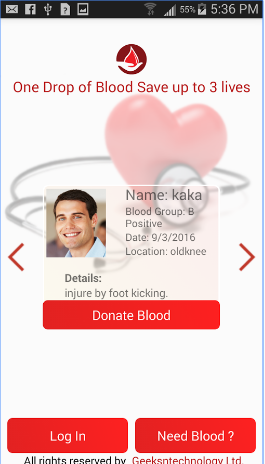 55% 5:36 PM
One Drop of Blood Save up to 3 lives
Name: kaka
Blood Group: B
Positive
Date: 9/3/2016
Location: oldknee
Details:
injure by foot kicking.
Donate Blood
Log In Need Blood ?
All rights reserved by Geeksntechnology Ltd.